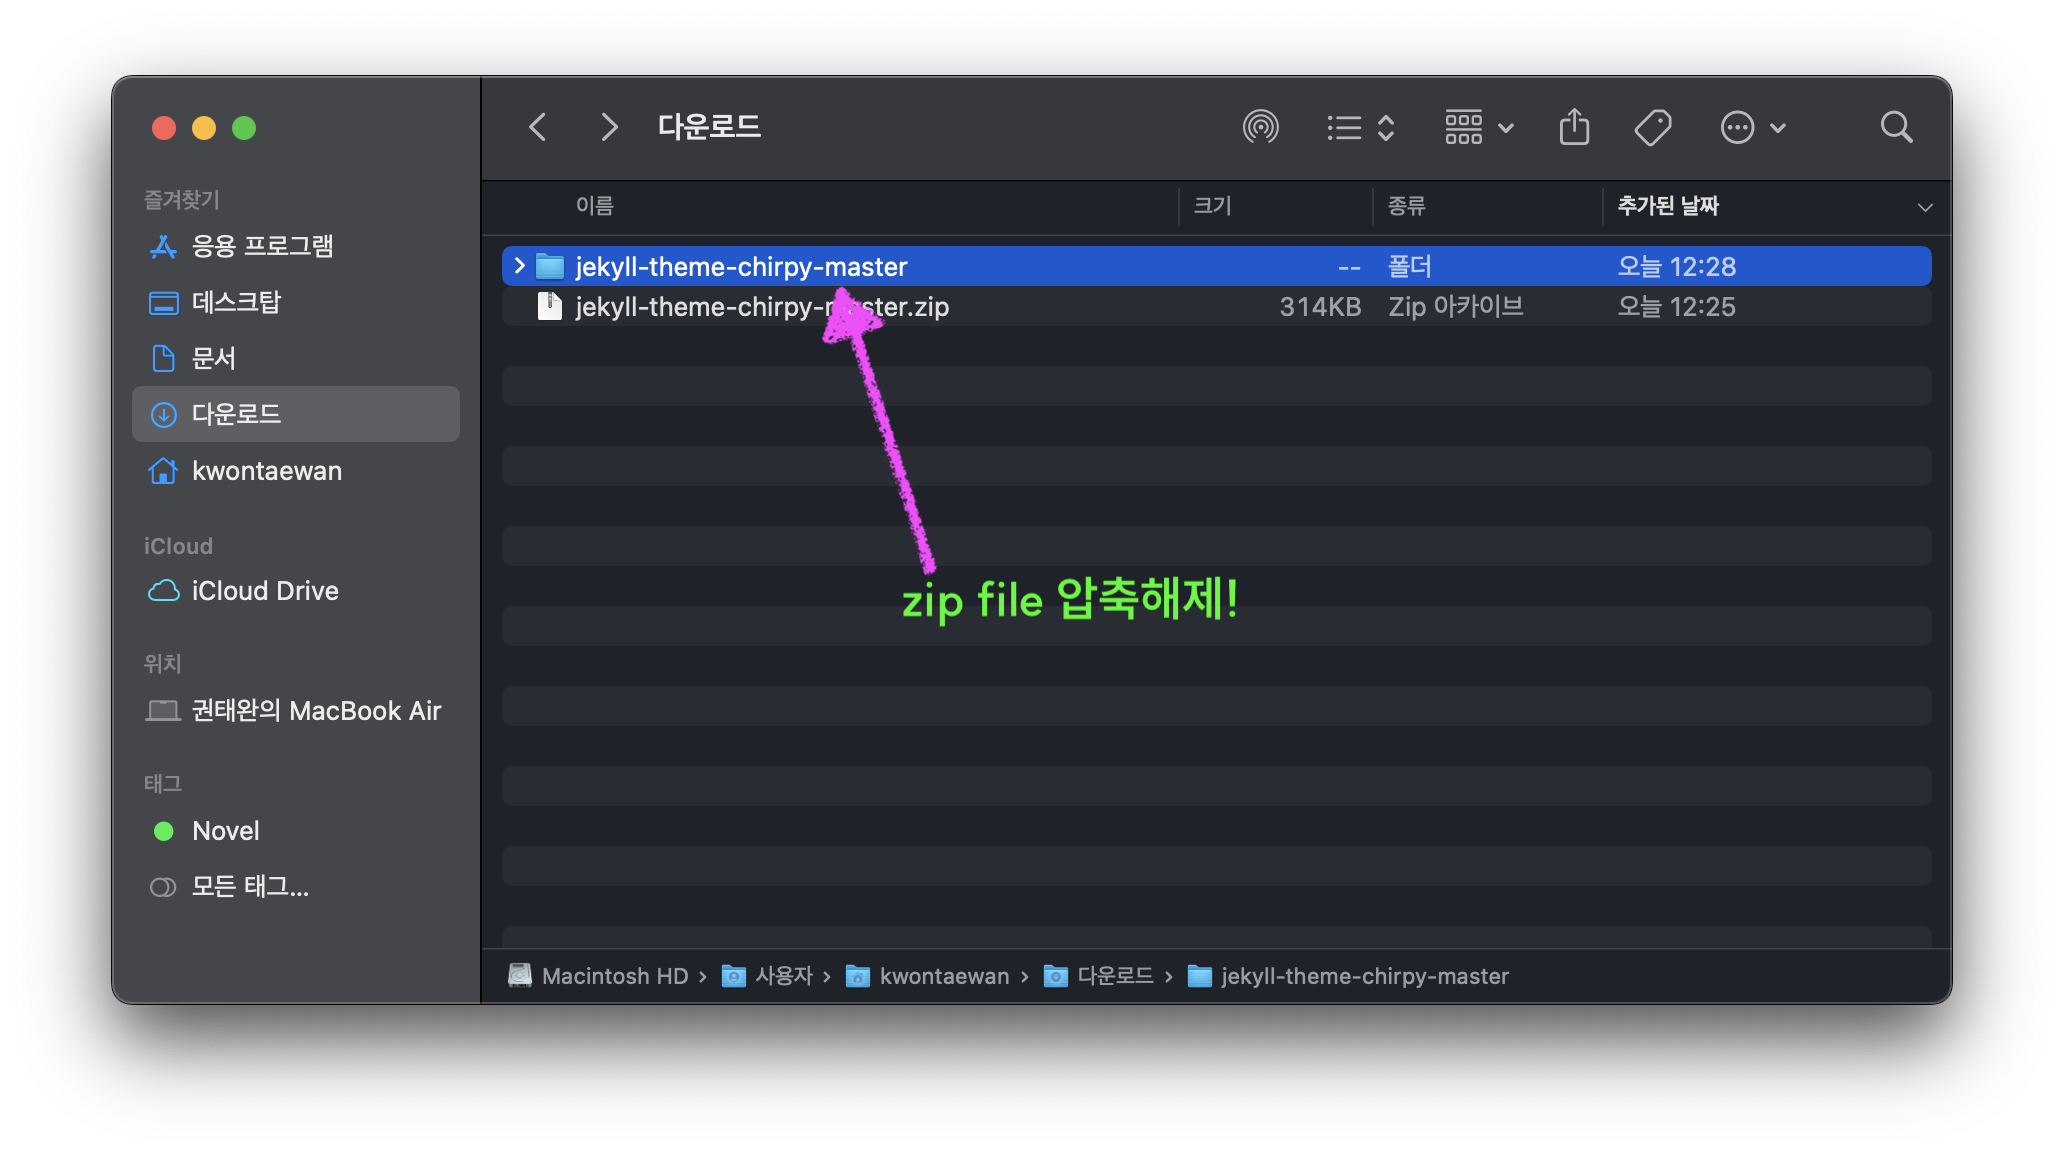 즐겨찾기
응용 프로그램
데스크탑
문서
다운로드
kwontaewan
iCloud
iCloud Drive
위치
권태완의 MacBook Air
태그
Novel
모든 태그...
다운로드
이름 크기 종류 추가된 날짜
jekyll-theme-chirpy-master -- 폴더 오늘 12:28
jekyll-theme-chirpy-master.zip 314KB Zip 아카이브 오늘 12:25
zip file 압축해제!
Macintosh HD › 사용자 › kwontaewan › 다운로드 › jekyll-theme-chirpy-master